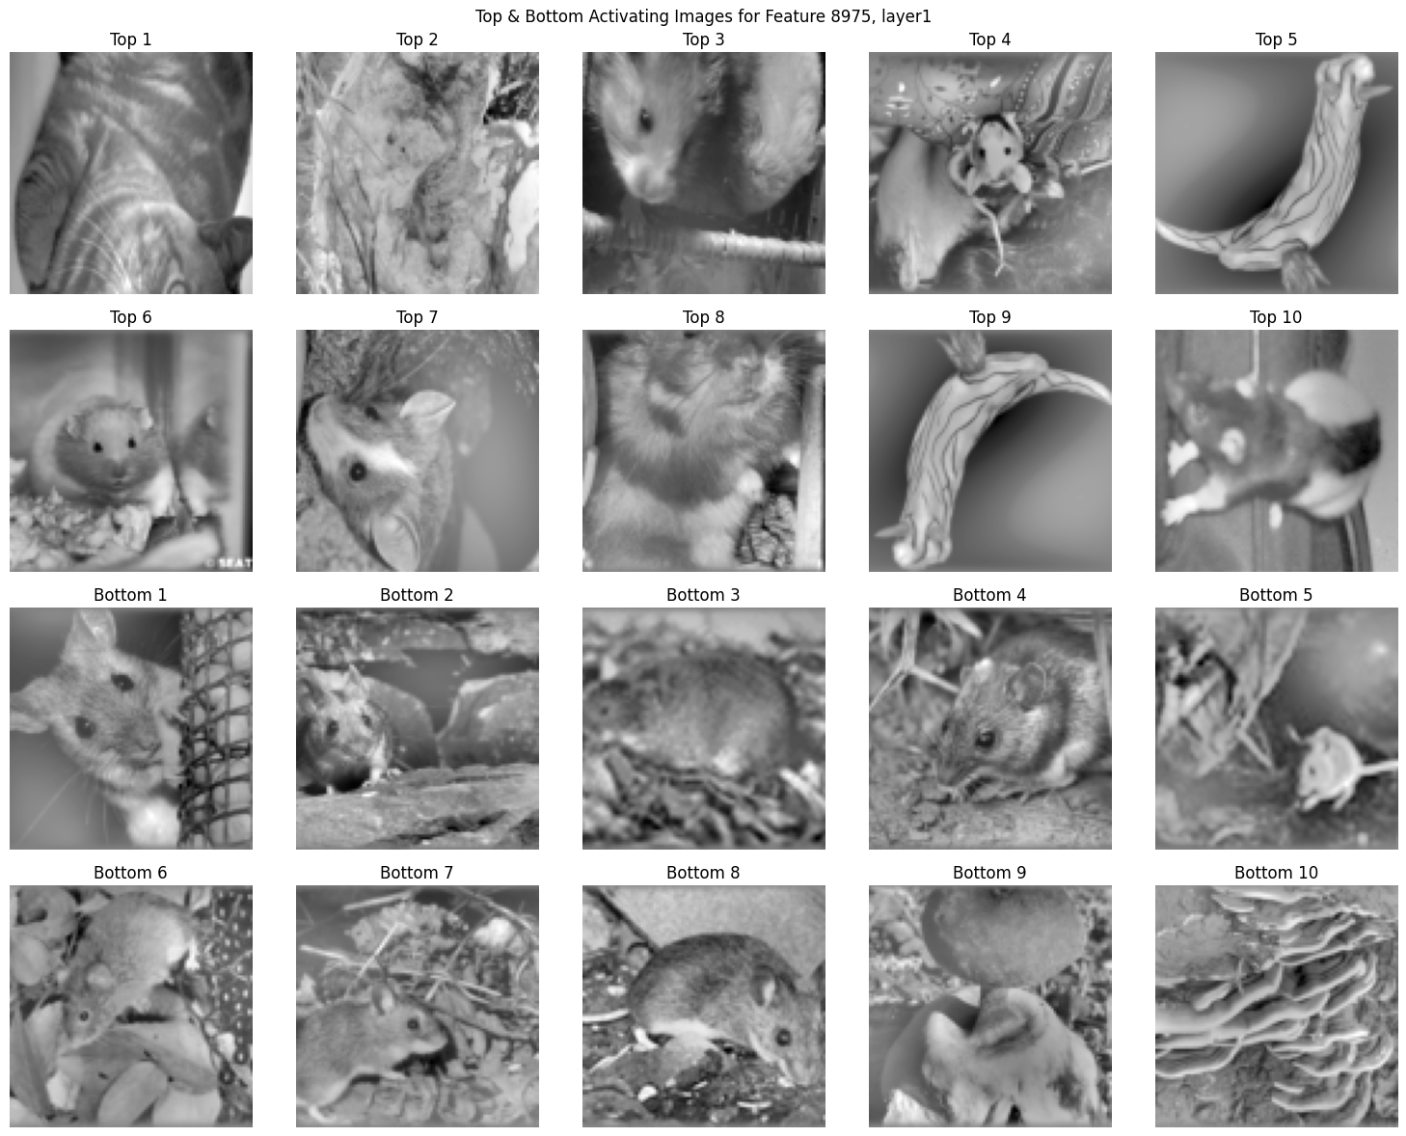 Top & Bottom Activating Images for Feature 8975, layer1
Top 1
Top 2
Top 3
Top 4
Top 5
Top 6
Top 7
Top 8
Top 9
Top 10
© SEAT
Bottom 1
Bottom 2
Bottom 3
Bottom 4
Bottom 5
Bottom 6
Bottom 7
Bottom 8
Bottom 9
Bottom 10